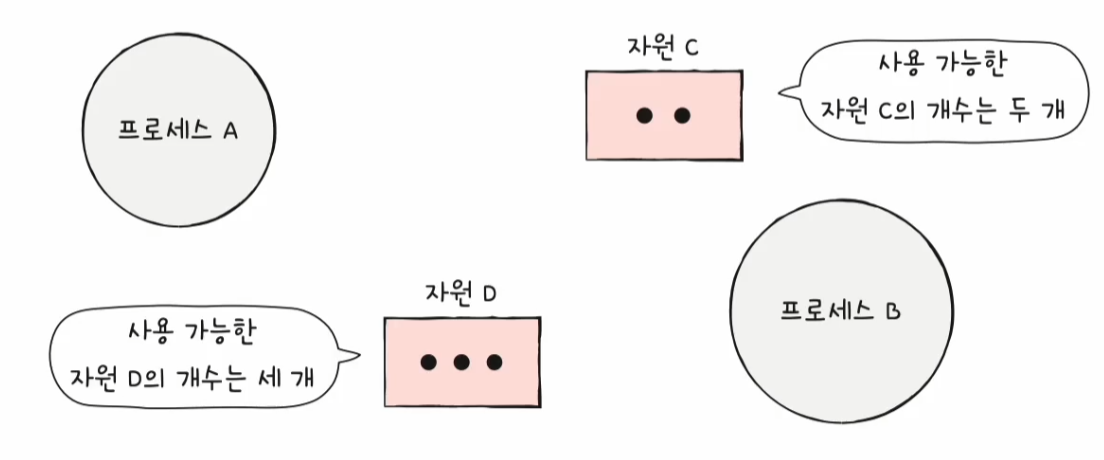 프로세스 A
자원 C
사용 가능한
자원 C의 개수는 두 개
자원 D
사용 가능한
자원 D의 개수는 세 개
프로세스 B